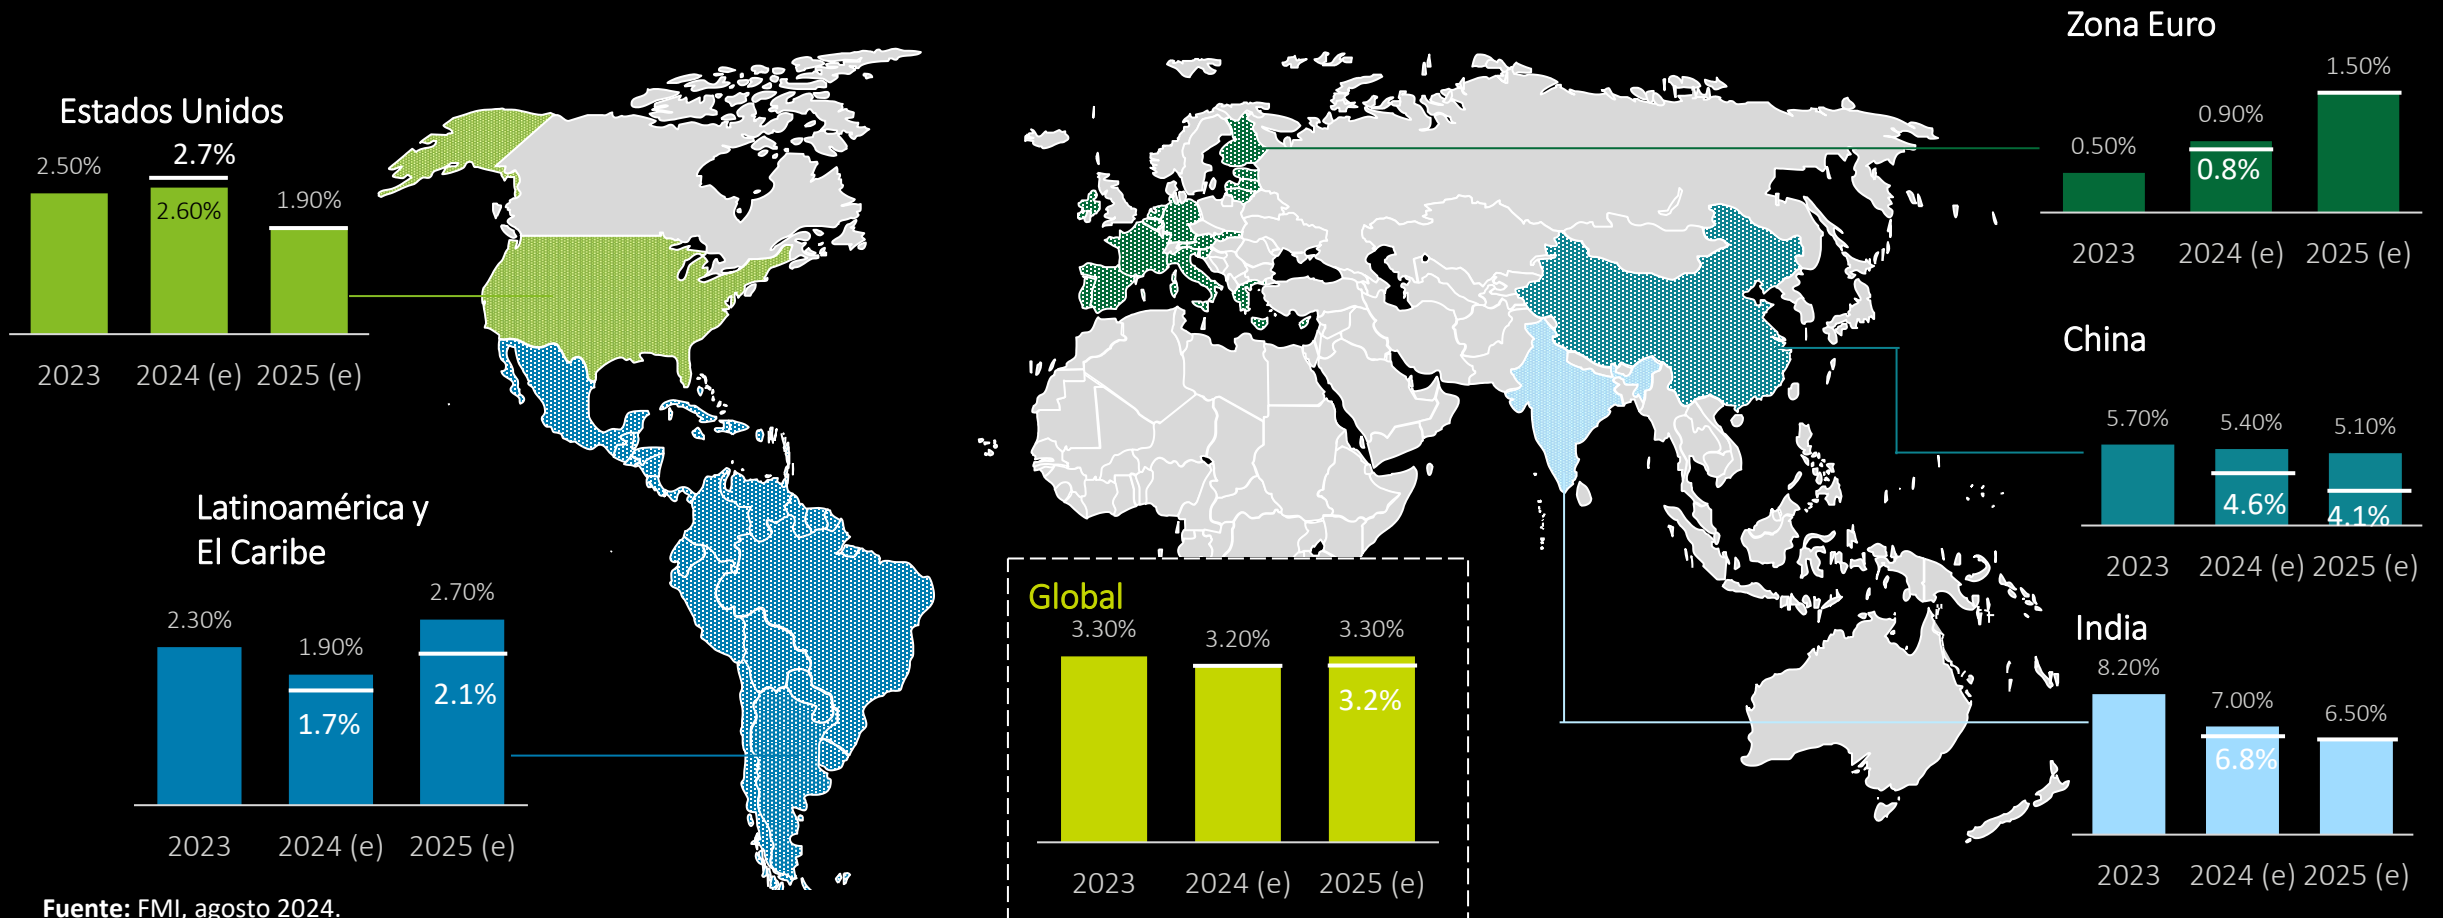 Estados Unidos
2.50%
2.7%
2.60%
1.90%
2023
2024 (e)
2025 (e)
Latinoamérica y
El Caribe
2.30%
1.90%
2.70%
1.7%
2.1%
2023
2024 (e)
2025 (e)
Fuente: FMI, agosto 2024.
Global
3.30%
3.20%
3.30%
3.2%
2023
2024 (e)
2025 (e)
Zona Euro
0.50%
0.90%
1.50%
0.8%
2023
2024 (e)
2025 (e)
China
5.70%
5.40%
5.10%
4.6%
4.1%
2023
2024 (e)
2025 (e)
India
8.20%
7.00%
6.50%
6.8%
2023
2024 (e)
2025 (e)